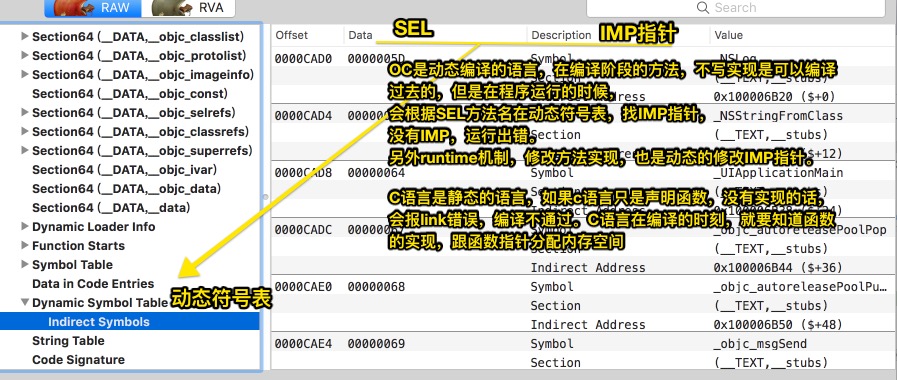 RAW
RVA
Search
Section64 (__DATA,__objc_classlist)
Section64 (__DATA,__objc_protolist)
Section64 (__DATA,__objc_imageinfo)
Section64 (__DATA,__objc_const)
Section64 (__DATA,__objc_selrefs)
Section64 (__DATA,__objc_classrefs)
Section64 (__DATA,__objc_superrefs)
Section64 (__DATA,__objc_ivar)
Section64 (__DATA,__objc_data)
Section64 (__DATA,__data)
Dynamic Loader Info
Function Starts
Symbol Table
Data in Code Entries
Dynamic Symbol Table
动态符号表
Indirect Symbols
String Table
Code Signature
SEL
IMP指针
Offset Data Description Value
OC是动态编译的语言，在编译阶段的方法，不写实现是可以编译
过去的，但是在程序运行的时候，
会根据SEL方法名在动态符号表，找IMP指针，
没有IMP，运行出错。
另外runtime机制，修改方法实现，也是动态的修改IMP指针。
C语言是静态的语言，如果c语言只是声明函数，没有实现的话，
会报link错误，编译不通过。C语言在编译的时刻，就要知道函数
的实现，跟函数指针分配内存空间
0000CAD0 0000005D Symbol _NSLog
(__TEXT,__stubs)
0x100006B20 ($+0)
0000CAD4 _NSStringFromClass
Section (__TEXT,__stubs)
($+12)
0000CAD8 00000064 Symbol _UIApplicationMain
(__TEXT,__stubs)
0000CADC _objc_autoreleasePoolPop
Section (__TEXT,__stubs)
Indirect Address 0x100006B44 ($+36)
0000CAE0 00000068 Symbol _objc_autoreleasePoolPu…
Section (__TEXT,__stubs)
Indirect Address 0x100006B50 ($+48)
0000CAE4 00000069 Symbol _objc_msgSend
Section (__TEXT,__stubs)